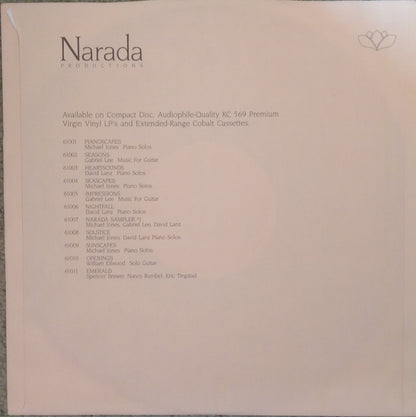 Narada
PRODUCTIONS
Available on Compact Disc, Audiophile-Quality KC 569 Premium
Virgin Vinyl LP's and Extended-Range Cobalt Cassettes.
61001 PIANOSCAPES
Michael Jones Piano Solos
61002 SEASONS
Gabriel Lee Music For Guitar
61003 HEARTSOUNDS
David Lanz Piano Solos
61004 SEASCAPES
Michael Jones Piano Solos
61005 IMPRESSIONS
Gabriel Lee Music For Guitar
61006 NIGHTFALL
David Lanz Piano Solos
61007 NARADA SAMPLER #1
Michael Jones, Gabriel Lee, David Lanz
61008 SOLSTICE
Michael Jones, David Lanz Piano Solos
61009 SUNSCAPES
Michael Jones Piano Solos
61010 OPENINGS
William Ellwood Solo Guitar
61011 EMERALD
Spencer Brewer, Nancy Rumbel, Eric Tingstad